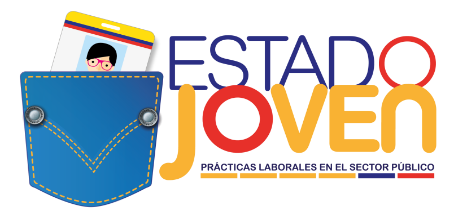 ESTADO
JOVEN
PRÁCTICAS LABORALES EN EL SECTOR PÚBLICO